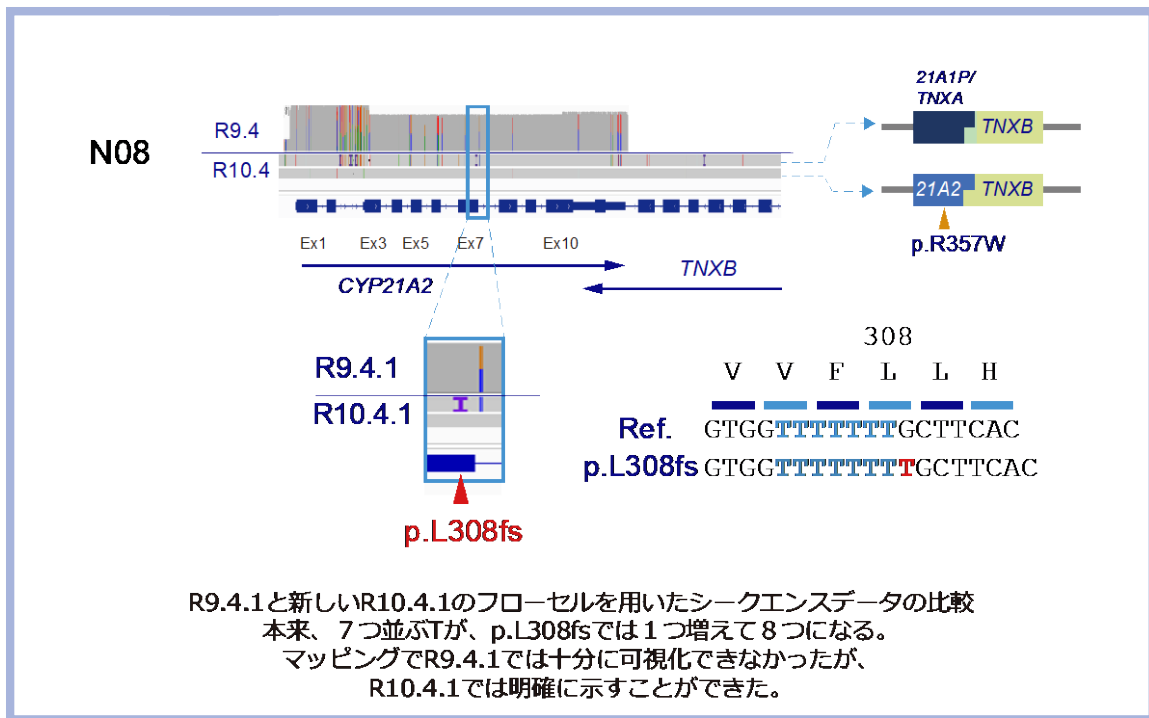 21A1P/
TNXA
R9.4
TNXB
N08
R10.4
21A2 TNXB
p.R357W
Ex1 Ex3 Ex5 Ex7 Ex10
CYP21A2
TNXB
308
R9.4.1
V V F L L H
R10.4.1
Ref. GTGGTTTTTTTGCTTCAC
p.L308fs GTGGTTTTTTTTGCTTCAC
p.L308fs
R9.4.1と新しいR10.4.1のフローセルを用いたシークエンスデータの比較
本来、７つ並ぶTが、p.L308fsでは１つ増えて８つになる。
マッピングでR9.4.1では十分に可視化できなかったが、
R10.4.1では明確に示すことができた。